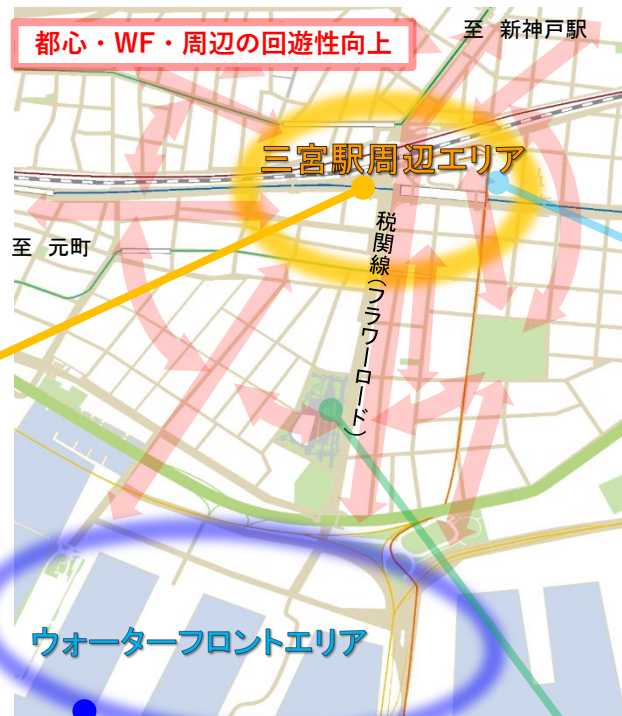 都心・WF・周辺の回遊性向上
至 新神戸駅
三宮駅周辺エリア
至 元町
税関線(フラワーロード)
ウォーターフロントエリア